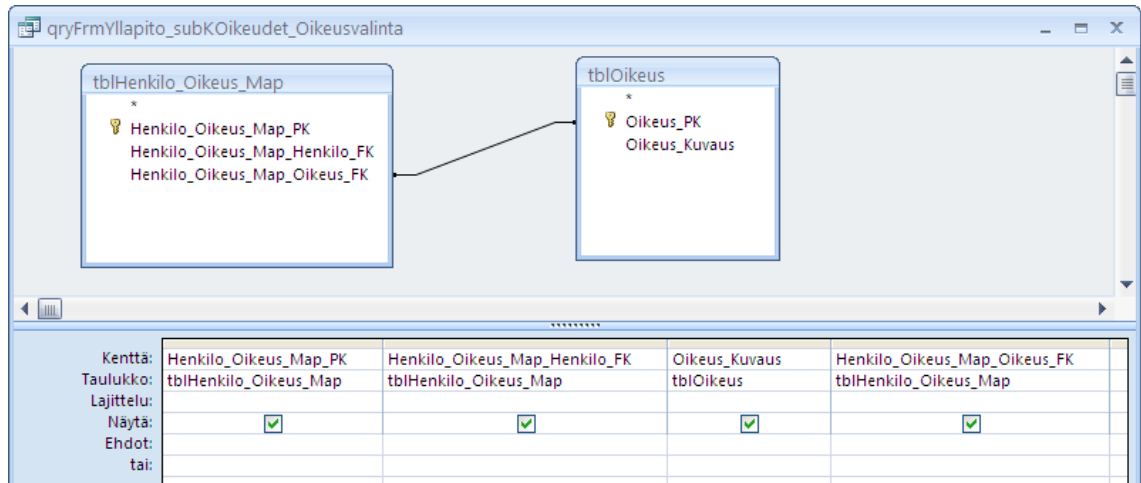 qryFrmYllapito_subKOikeudet_Oikeusvalinta
tblHenkilo_Oikeus_Map
*
Henkilo_Oikeus_Map_PK
Henkilo_Oikeus_Map_Henkilo_FK
Henkilo_Oikeus_Map_Oikeus_FK
tblOikeus
*
Oikeus_PK
Oikeus_Kuvaus
Kenttä: Henkilo_Oikeus_Map_PK Henkilo_Oikeus_Map_Henkilo_FK Oikeus_Kuvaus Henkilo_Oikeus_Map_Oikeus_FK
Taulukko: tblHenkilo_Oikeus_Map tblHenkilo_Oikeus_Map tblOikeus tblHenkilo_Oikeus_Map
Lajittelu:
Näytä:
Ehdot:
tai: